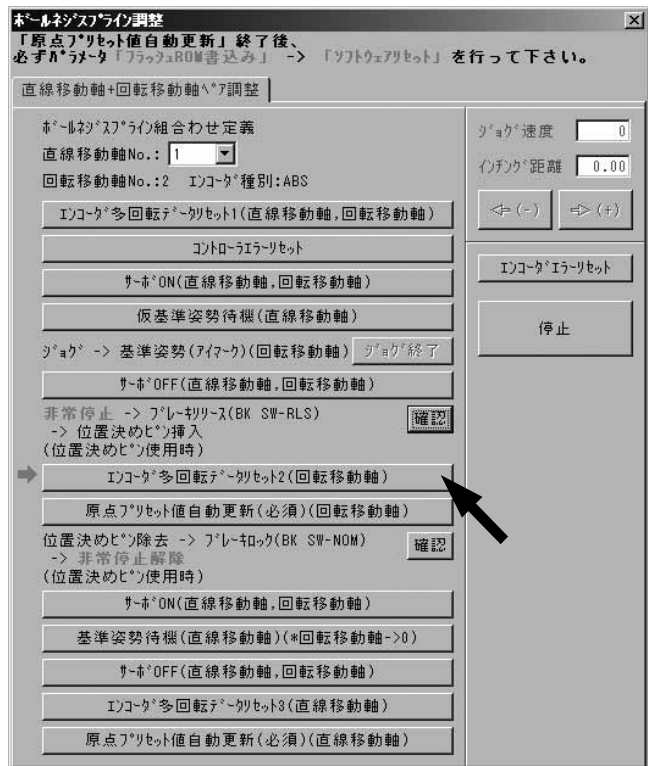 ﾎﾞｰﾙﾈｼﾞｽﾌﾟﾗｲﾝ調整
「原点ﾌﾟﾘｾｯﾄ値自動更新」終了後、
必ずﾊﾟﾗﾒｰﾀ「ﾌﾗｯｼｭROM書込み」 -> 「ｿﾌﾄｳｪｱﾘｾｯﾄ」を行って下さい。
直線移動軸+回転移動軸ﾍﾟｱ調整
ﾎﾞｰﾙﾈｼﾞｽﾌﾟﾗｲﾝ組合わせ定義
直線移動軸No.: 1
回転移動軸No.:2 ｴﾝｺｰﾀﾞ種別:ABS
ｴﾝｺｰﾀﾞ多回転ﾃﾞｰﾀﾘｾｯﾄ1(直線移動軸,回転移動軸)
ｺﾝﾄﾛｰﾗｴﾗｰﾘｾｯﾄ
ｻｰﾎﾞON(直線移動軸,回転移動軸)
仮基準姿勢待機(直線移動軸)
ｼﾞｮｸﾞ -> 基準姿勢(ｱｲﾏｰｸ)(回転移動軸) ｼﾞｮｸﾞ終了
ｻｰﾎﾞOFF(直線移動軸,回転移動軸)
非常停止 -> ﾌﾞﾚｰｷﾘﾘｰｽ(BK SW-RLS) 確認
-> 位置決めﾋﾟﾝ挿入
(位置決めﾋﾟﾝ使用時)
ｴﾝｺｰﾀﾞ多回転ﾃﾞｰﾀﾘｾｯﾄ2(回転移動軸)
原点ﾌﾟﾘｾｯﾄ値自動更新(必須)(回転移動軸)
位置決めﾋﾟﾝ除去 -> ﾌﾞﾚｰｷﾛｯｸ(BK SW-NOM) 確認
-> 非常停止解除
(位置決めﾋﾟﾝ使用時)
ｻｰﾎﾞON(直線移動軸,回転移動軸)
基準姿勢待機(直線移動軸)(*回転移動軸->0)
ｻｰﾎﾞOFF(直線移動軸,回転移動軸)
ｴﾝｺｰﾀﾞ多回転ﾃﾞｰﾀﾘｾｯﾄ3(直線移動軸)
原点ﾌﾟﾘｾｯﾄ値自動更新(必須)(直線移動軸)
ｼﾞｮｸﾞ速度 0
ｲﾝﾁﾝｸﾞ距離 0.00
(-) (+)
ｴﾝｺｰﾀﾞｴﾗｰﾘｾｯﾄ
停止